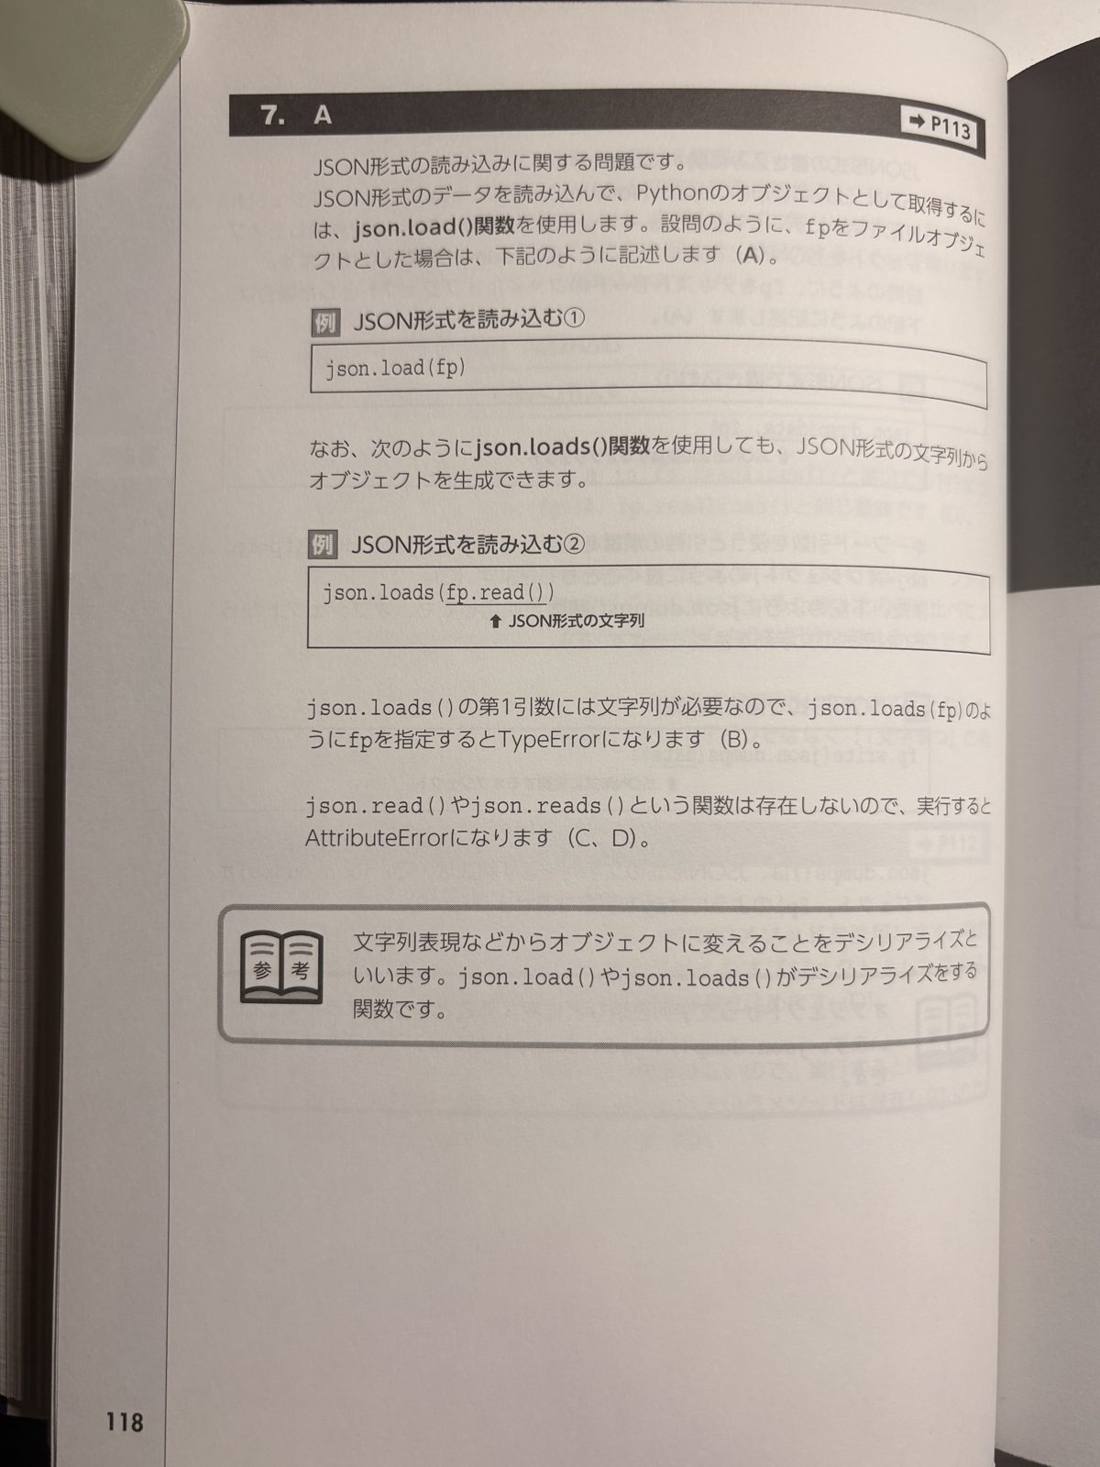 7. A
➡ P113
JSON形式の読み込みに関する問題です。
JSON形式のデータを読み込んで、Pythonのオブジェクトとして取得するに
は、json.load()関数を使用します。設問のように、fpをファイルオブジェ
クトとした場合は、下記のように記述します（A）。
例 JSON形式を読み込む①
json.load(fp)
なお、次のようにjson.loads()関数を使用しても、JSON形式の文字列から
オブジェクトを生成できます。
例 JSON形式を読み込む②
json.loads(fp.read())
⬆ JSON形式の文字列
json.loads()の第1引数には文字列が必要なので、json.loads(fp)のよ
うにfpを指定するとTypeErrorになります（B）。
json.read()やjson.reads()という関数は存在しないので、実行すると
AttributeErrorになります（C、D）。
参考
文字列表現などからオブジェクトに変えることをデシリアライズと
いいます。json.load()やjson.loads()がデシリアライズをする
関数です。
118